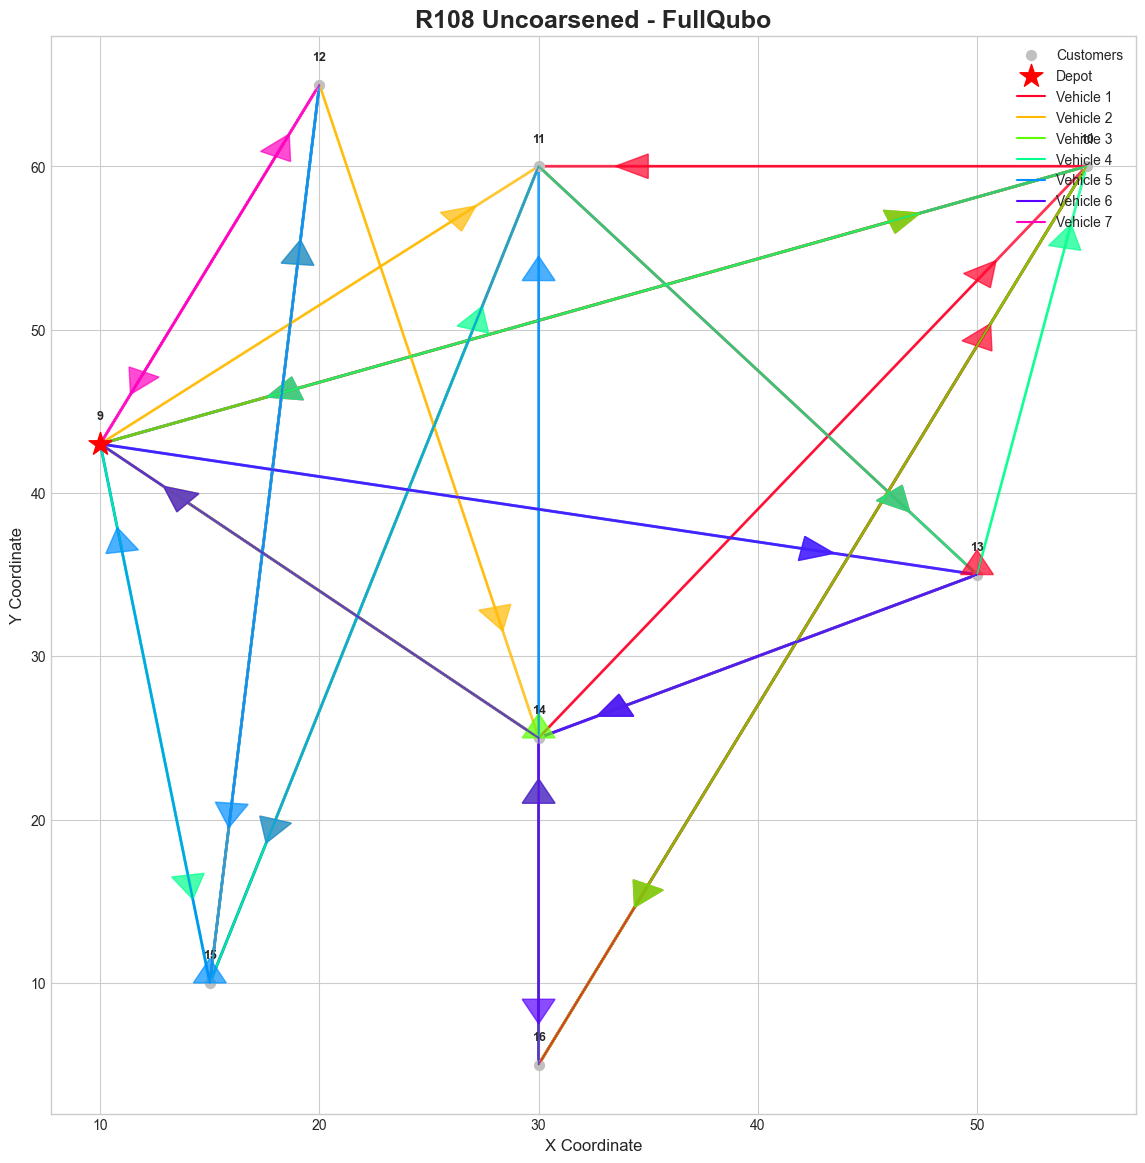 R108 Uncoarsened - FullQubo
Customers
Depot
Vehicle 1
Vehicle 2
Vehicle 3
Vehicle 4
Vehicle 5
Vehicle 6
Vehicle 7
12
11
10
9
13
14
15
16
60
50
40
30
20
10
Y Coordinate
10
20
30
40
50
X Coordinate